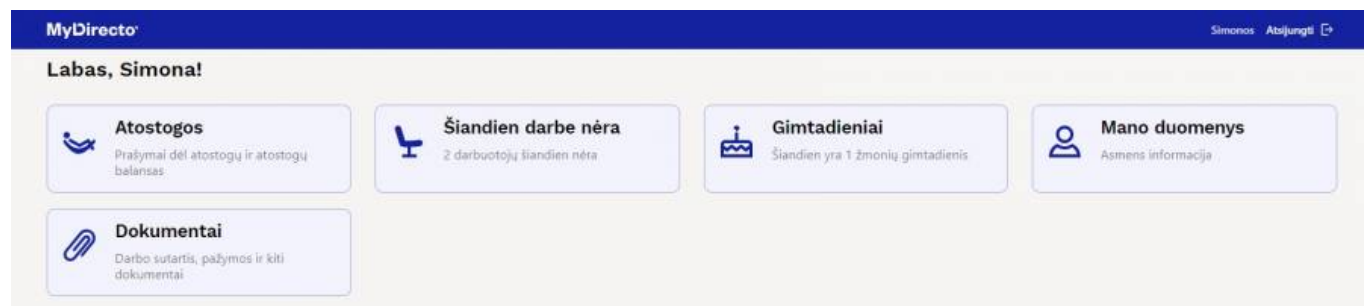 MyDirecto
Simonos Atsijungti
Labas, Simona!
Atostogos
Prašymai dėl atostogų ir atostogų
balansas
Šiandien darbe nėra
2 darbuotojų šiandien nėra
Gimtadieniai
Šiandien yra 1 žmonių gimtadienis
Mano duomenys
Asmens informacija
Dokumentai
Darbo sutartis, pažymos ir kiti
dokumentai